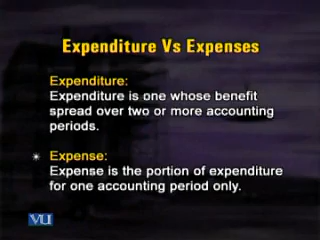 Expenditure Vs Expenses
Expenditure:
Expenditure is one whose benefit
spread over two or more accounting
periods.
Expense:
Expense is the portion of expenditure
for one accounting period only.
VU